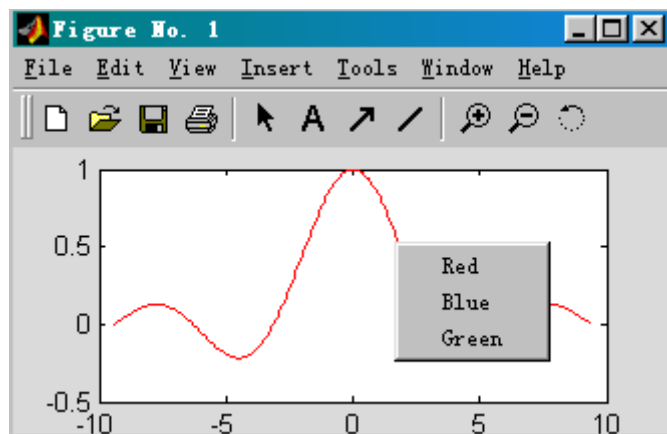 Figure No. 1
File Edit View Insert Tools Window Help
A
1
0.5
0
-0.5
-10 -5 0 5 10
Red
Blue
Green